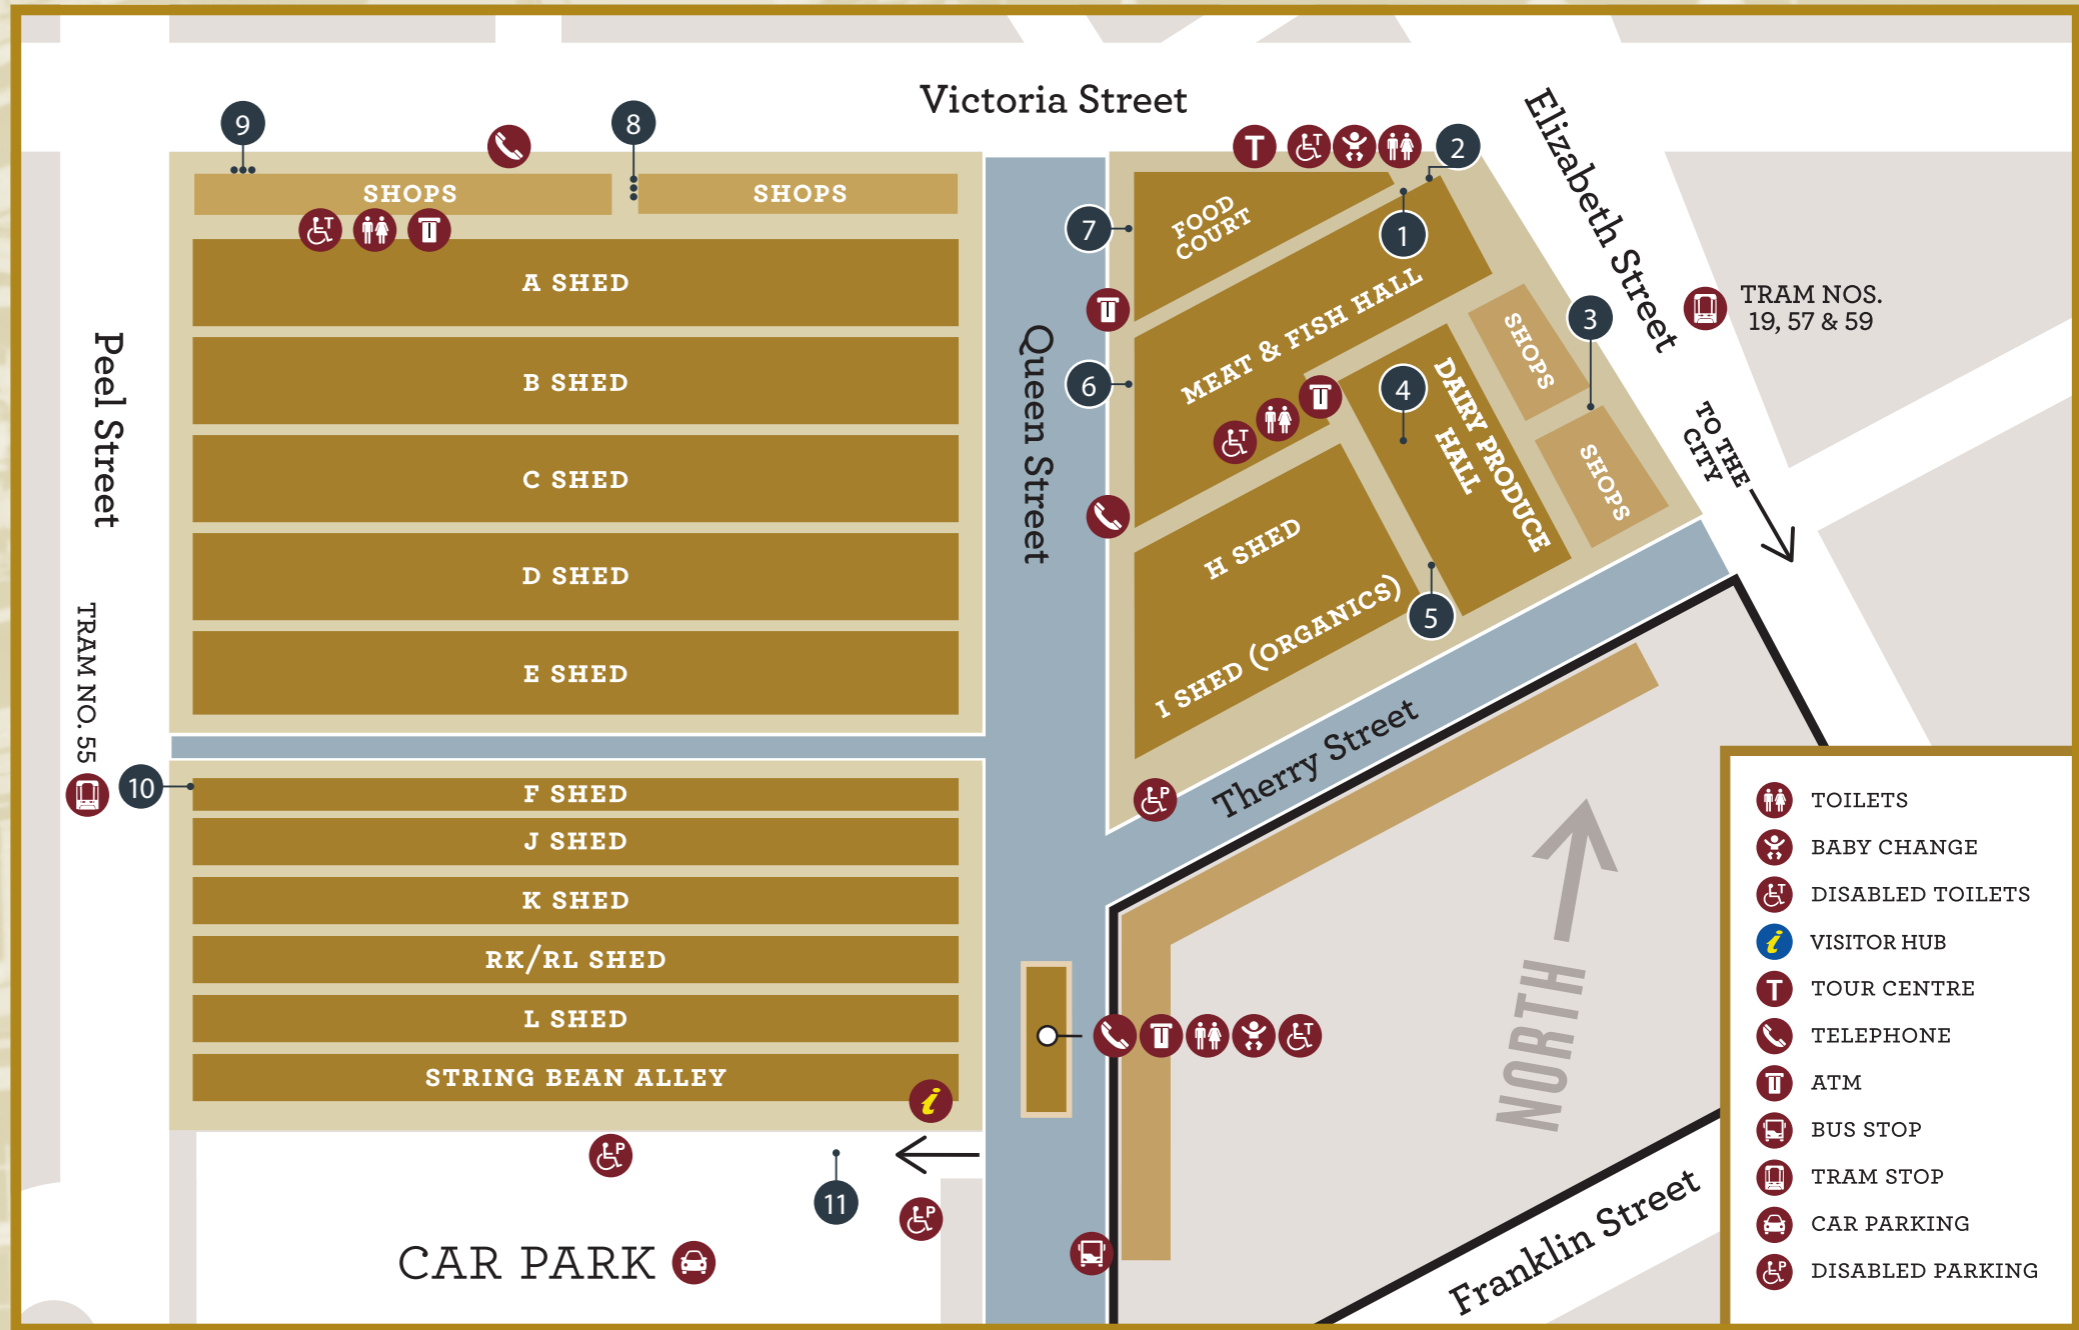 Victoria Street
9
8
T
T
2
SHOPS
SHOPS
7
FOOD
COURT
1
Elizabeth Street
T
A SHED
MEAT & FISH HALL
SHOPS
3
TRAM NOS.
19, 57 & 59
Peel Street
B SHED
Queen Street
6
4
DAIRY PRODUCE
HALL
T
SHOPS
TO THE
CITY
C SHED
H SHED
D SHED
I SHED (ORGANICS)
5
E SHED
TRAM NO. 55
10
F SHED
P
Therry Street
J SHED
K SHED
RK/RL SHED
L SHED
T
STRING BEAN ALLEY
i
NORTH
P
11
P
CAR PARK
Franklin Street
TOILETS
BABY CHANGE
T
DISABLED TOILETS
i
VISITOR HUB
T
TOUR CENTRE
TELEPHONE
ATM
BUS STOP
TRAM STOP
CAR PARKING
P
DISABLED PARKING